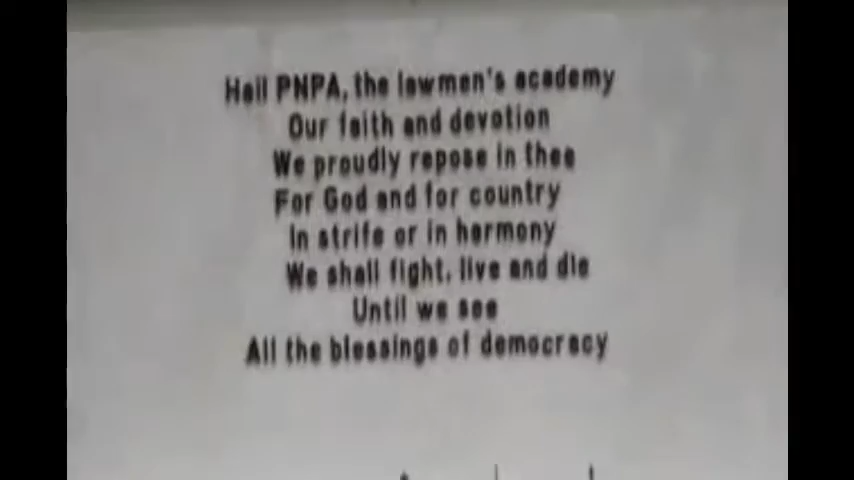 Hail PNPA, the lawmen's academy
Our faith and devotion
We proudly repose in thee
For God and for country
In strife or in harmony
We shall fight, live and die
Until we see
All the blessings of democracy